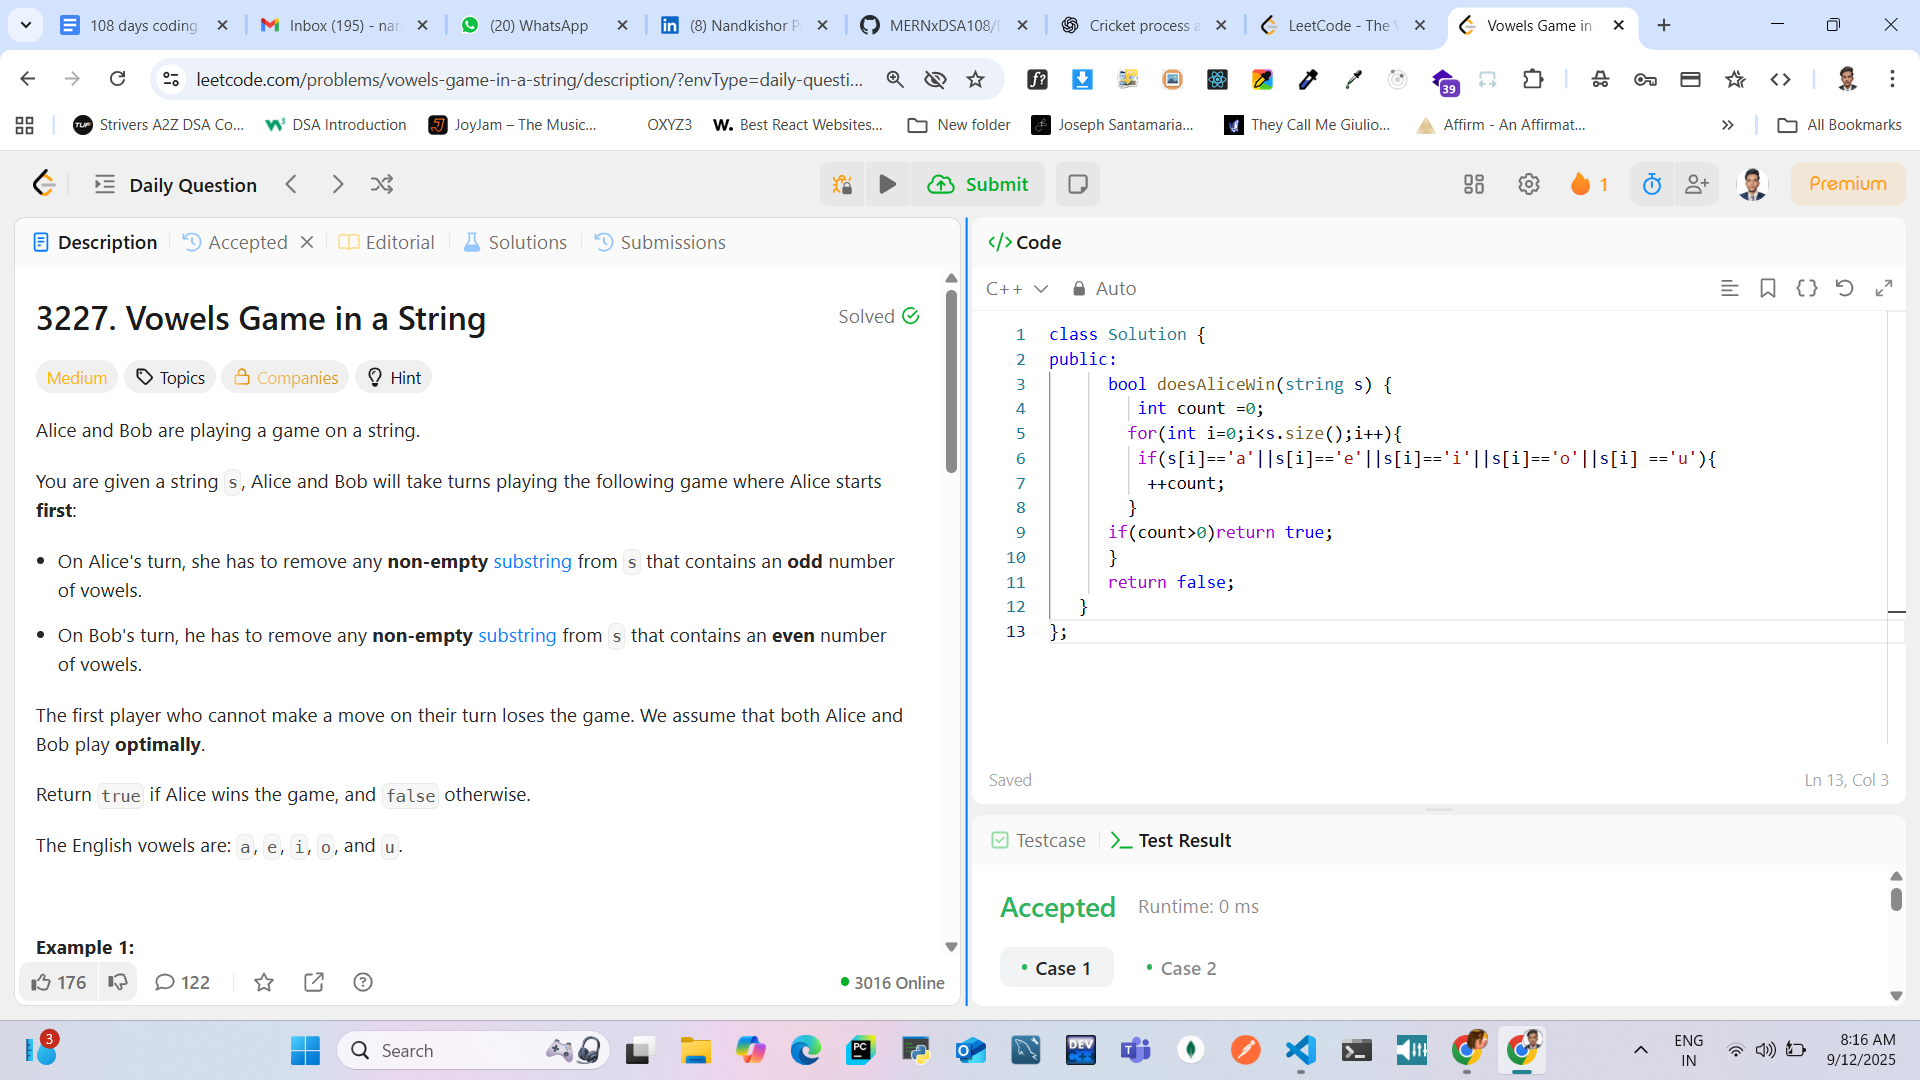 108 days coding
Inbox (195) - nan
(20) WhatsApp
(8) Nandkishor P
MERNxDSA108/D
Cricket process a
LeetCode - The W
Vowels Game in
leetcode.com/problems/vowels-game-in-a-string/description/?envType=daily-questi...
39
Strivers A2Z DSA Co...
DSA Introduction
JoyJam – The Music...
OXYZ3
W. Best React Websites...
New folder
Joseph Santamaria...
They Call Me Giulio...
Affirm - An Affirmat...
All Bookmarks
Daily Question
Submit
1
Premium
Description
Accepted
Editorial
Solutions
Submissions
3227. Vowels Game in a String
Solved
Medium
Topics
Companies
Hint
Alice and Bob are playing a game on a string.
You are given a string s, Alice and Bob will take turns playing the following game where Alice starts
first:
• On Alice's turn, she has to remove any non-empty substring from s that contains an odd number
of vowels.
• On Bob's turn, he has to remove any non-empty substring from s that contains an even number
of vowels.
The first player who cannot make a move on their turn loses the game. We assume that both Alice and
Bob play optimally.
Return true if Alice wins the game, and false otherwise.
The English vowels are: a, e, i, o, and u.
Example 1:
176
122
3016 Online
Code
C++
Auto
1 class Solution {
2 public:
3 bool doesAliceWin(string s) {
4 int count =0;
5 for(int i=0;i<s.size();i++){
6 if(s[i]=='a'||s[i]=='e'||s[i]=='i'||s[i]=='o'||s[i] =='u'){
7 ++count;
8 }
9 if(count>0)return true;
10 }
11 return false;
12 }
13 };
Saved
Ln 13, Col 3
Testcase
Test Result
Accepted
Runtime: 0 ms
Case 1
Case 2
3
Search
PC
DEV C++
ENG
IN
8:16 AM
9/12/2025